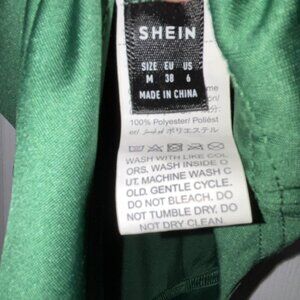 SHEIN
SIZE EU US
M 38 6
MADE IN CHINA
100% Polyester/ Poliést
ポリエステル
WASH WITH LIKE COL
ORS. WASH INSIDE O
UT. MACHINE WASH C
OLD. GENTLE CYCLE.
DO NOT BLEACH. DO
NOT TUMBLE DRY. DO
NOT DRY CLEAN.